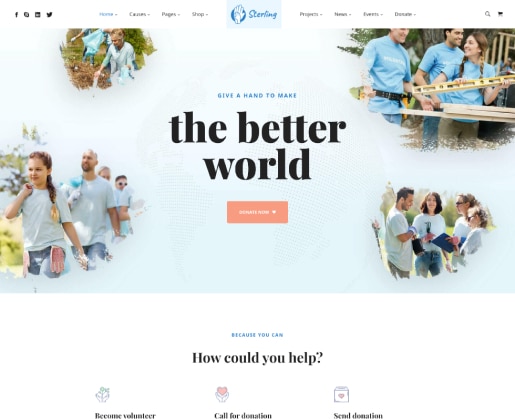 Home
Causes
Pages
Shop
Sterling
Projects
News
Events
Donate
GIVE A HAND TO MAKE
the better
world
DONATE NOW
BECAUSE YOU CAN
How could you help?
Become volunteer
Call for donation
Send donation